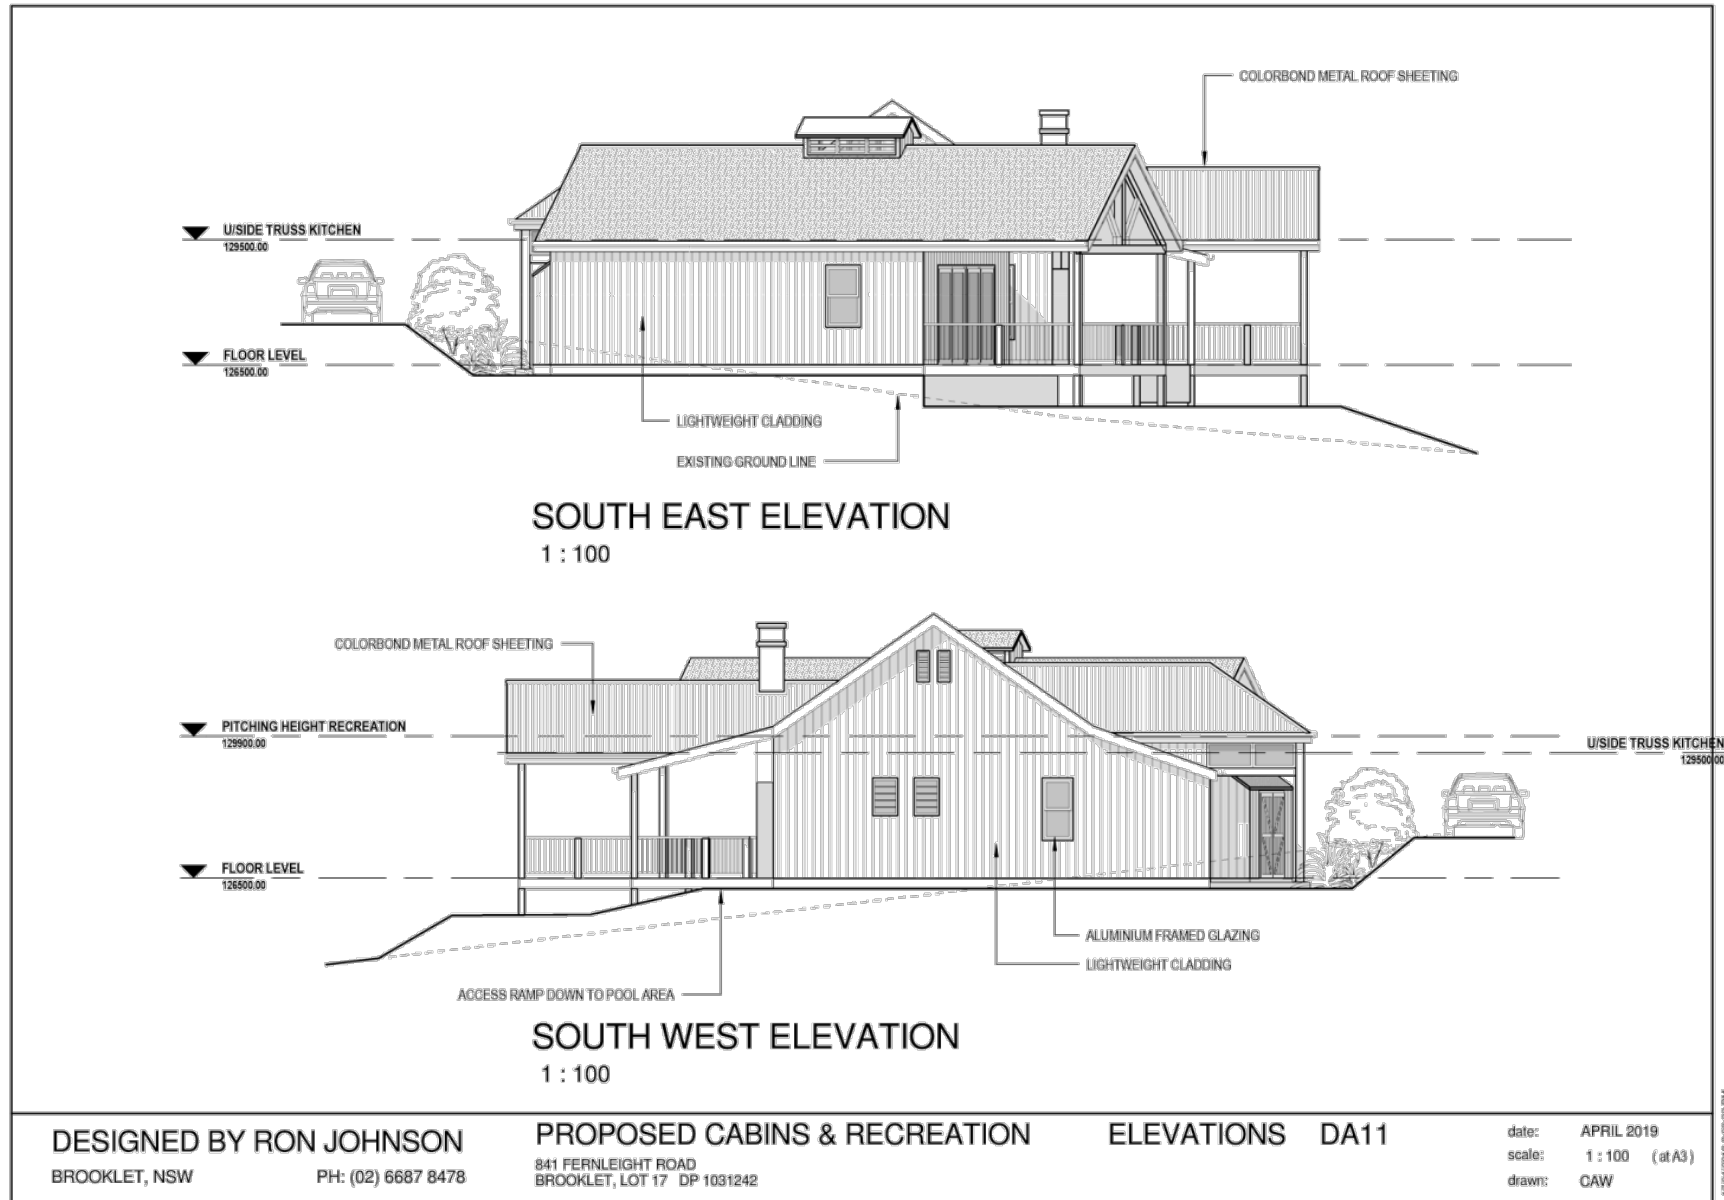 COLORBOND METAL ROOF SHEETING
U/SIDE TRUSS KITCHEN
129500.00
FLOOR LEVEL
126500.00
LIGHTWEIGHT CLADDING
EXISTING GROUND LINE
SOUTH EAST ELEVATION
1 : 100
COLORBOND METAL ROOF SHEETING
PITCHING HEIGHT RECREATION
129900.00
U/SIDE TRUSS KITCHEN
129500.00
FLOOR LEVEL
126500.00
ALUMINIUM FRAMED GLAZING
LIGHTWEIGHT CLADDING
ACCESS RAMP DOWN TO POOL AREA
SOUTH WEST ELEVATION
1 : 100
DESIGNED BY RON JOHNSON
BROOKLET, NSW PH: (02) 6687 8478
PROPOSED CABINS & RECREATION
841 FERNLEIGHT ROAD
BROOKLET, LOT 17 DP 1031242
ELEVATIONS DA11
date: APRIL 2019
scale: 1 : 100 (at A3)
drawn: CAW